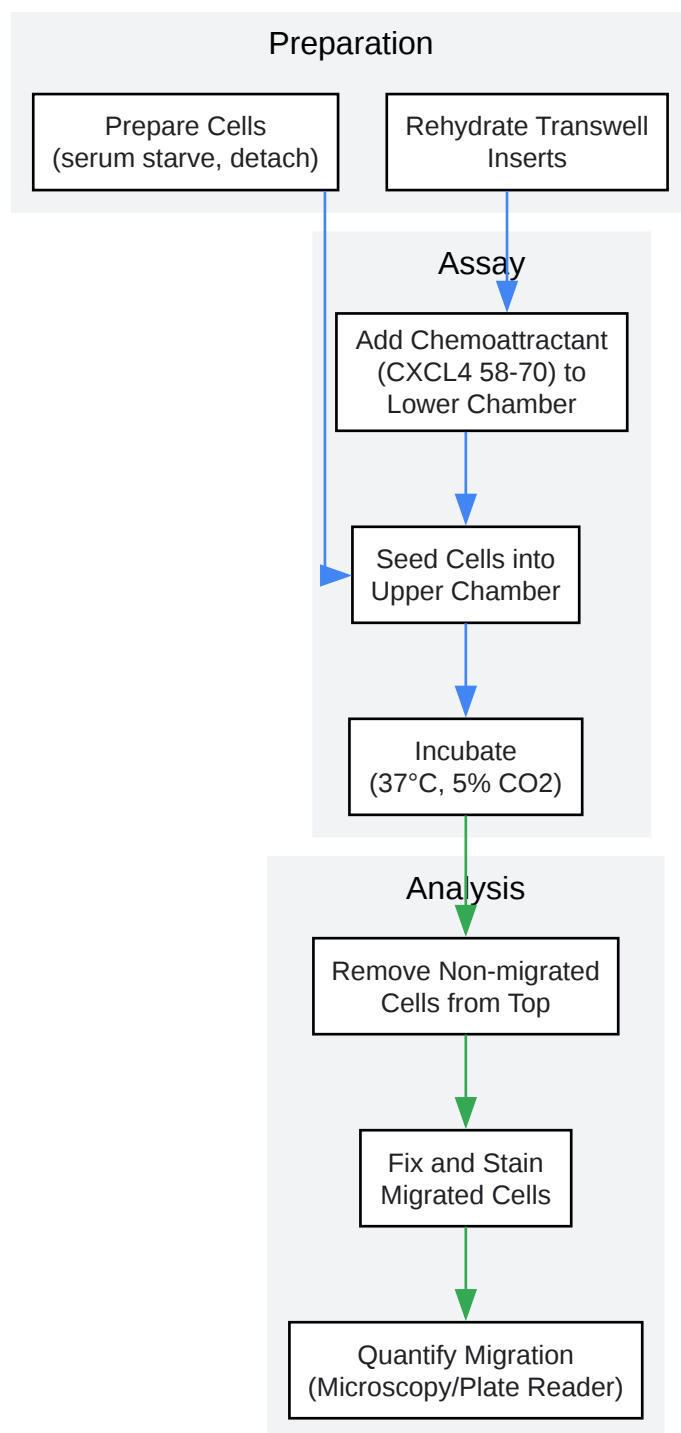 Preparation
Prepare Cells
(serum starve, detach)
Rehydrate Transwell
Inserts
Assay
Add Chemoattractant
(CXCL4 58-70) to
Lower Chamber
Seed Cells into
Upper Chamber
Incubate
(37°C, 5% CO2)
Analysis
Remove Non-migrated
Cells from Top
Fix and Stain
Migrated Cells
Quantify Migration
(Microscopy/Plate Reader)